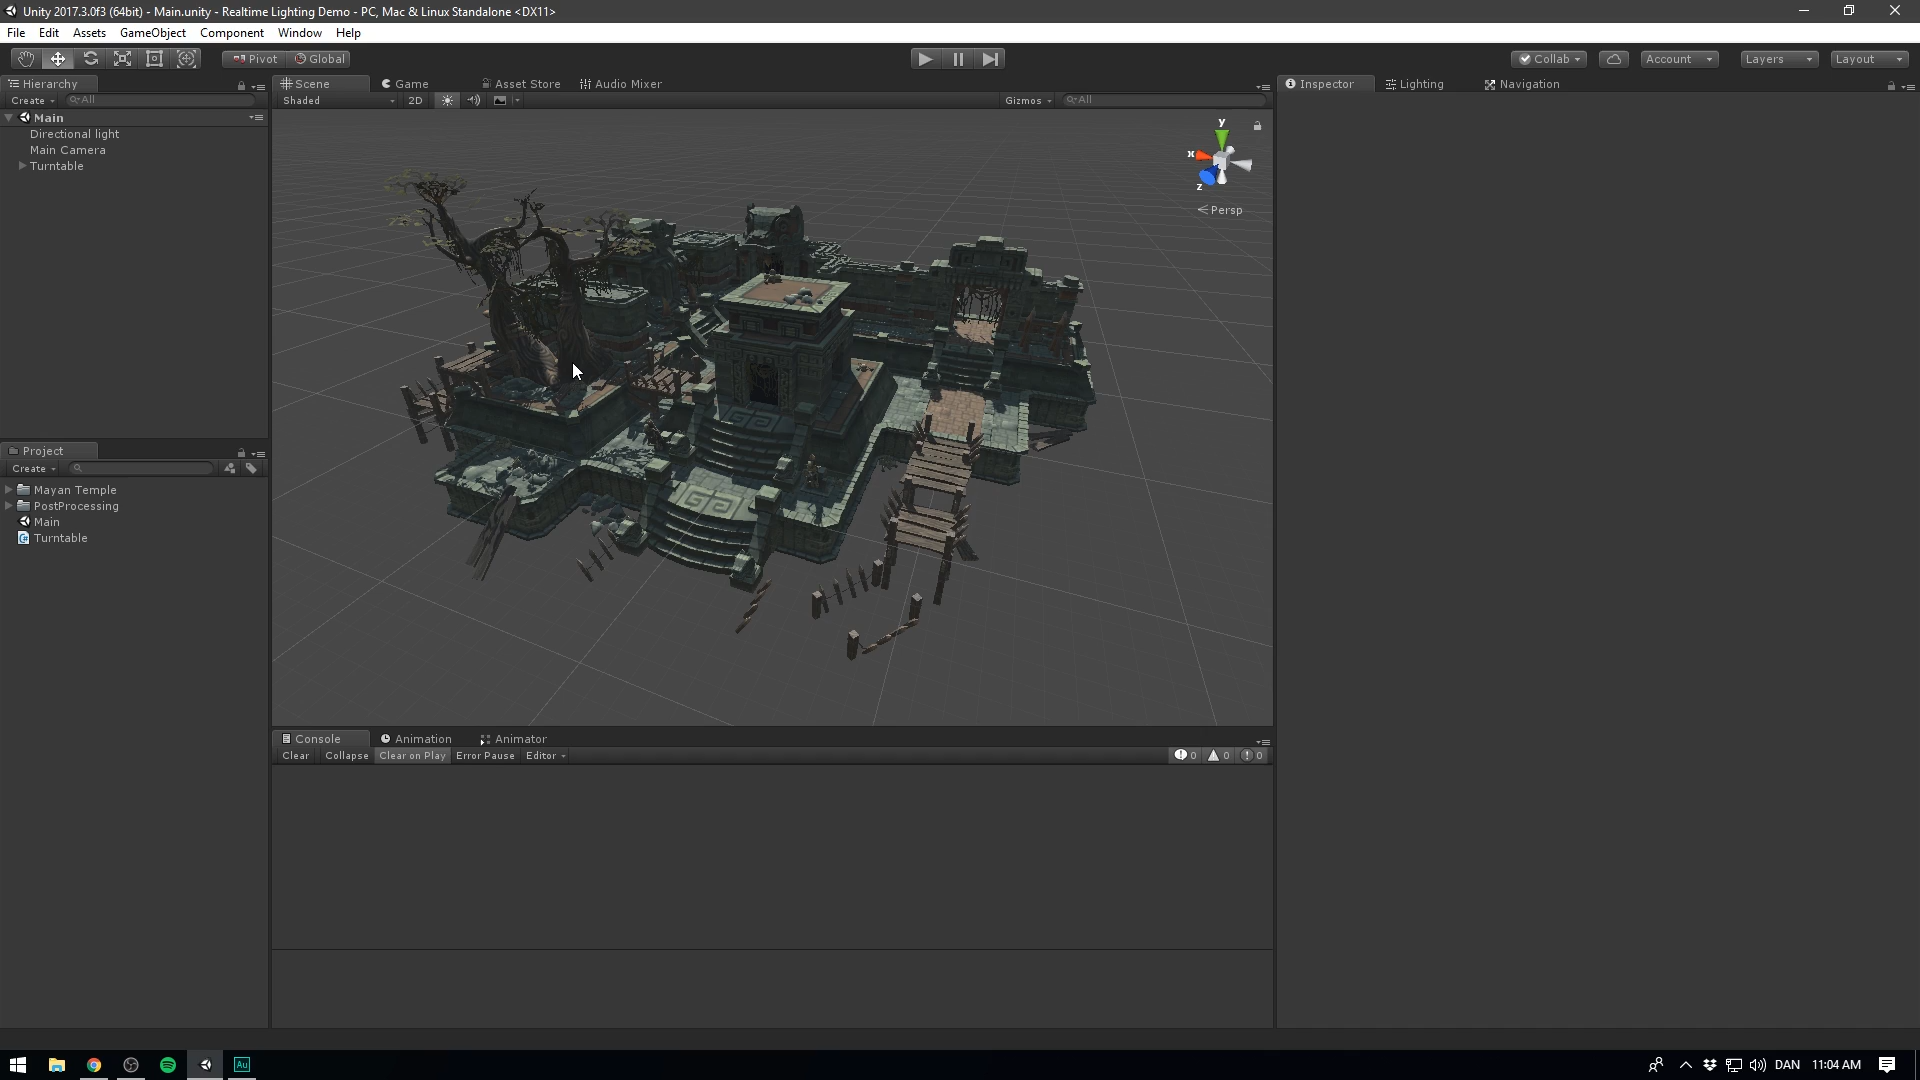 Unity 2017.3.0f3 (64bit) - Main.unity - Realtime Lighting Demo - PC, Mac & Linux Standalone <DX11>
File Edit Assets GameObject Component Window Help
Pivot Global Collab Account Layers Layout
Hierarchy
Create All
Main
Directional light
Main Camera
Turntable
Project
Create
Mayan Temple
PostProcessing
Main
Turntable
Scene Game Asset Store Audio Mixer
Shaded 2D Gizmos All
y
x
z
Persp
Console Animation Animator
Clear Collapse Clear on Play Error Pause Editor 0 0 0
Inspector Lighting Navigation
Au
DAN 11:04 AM